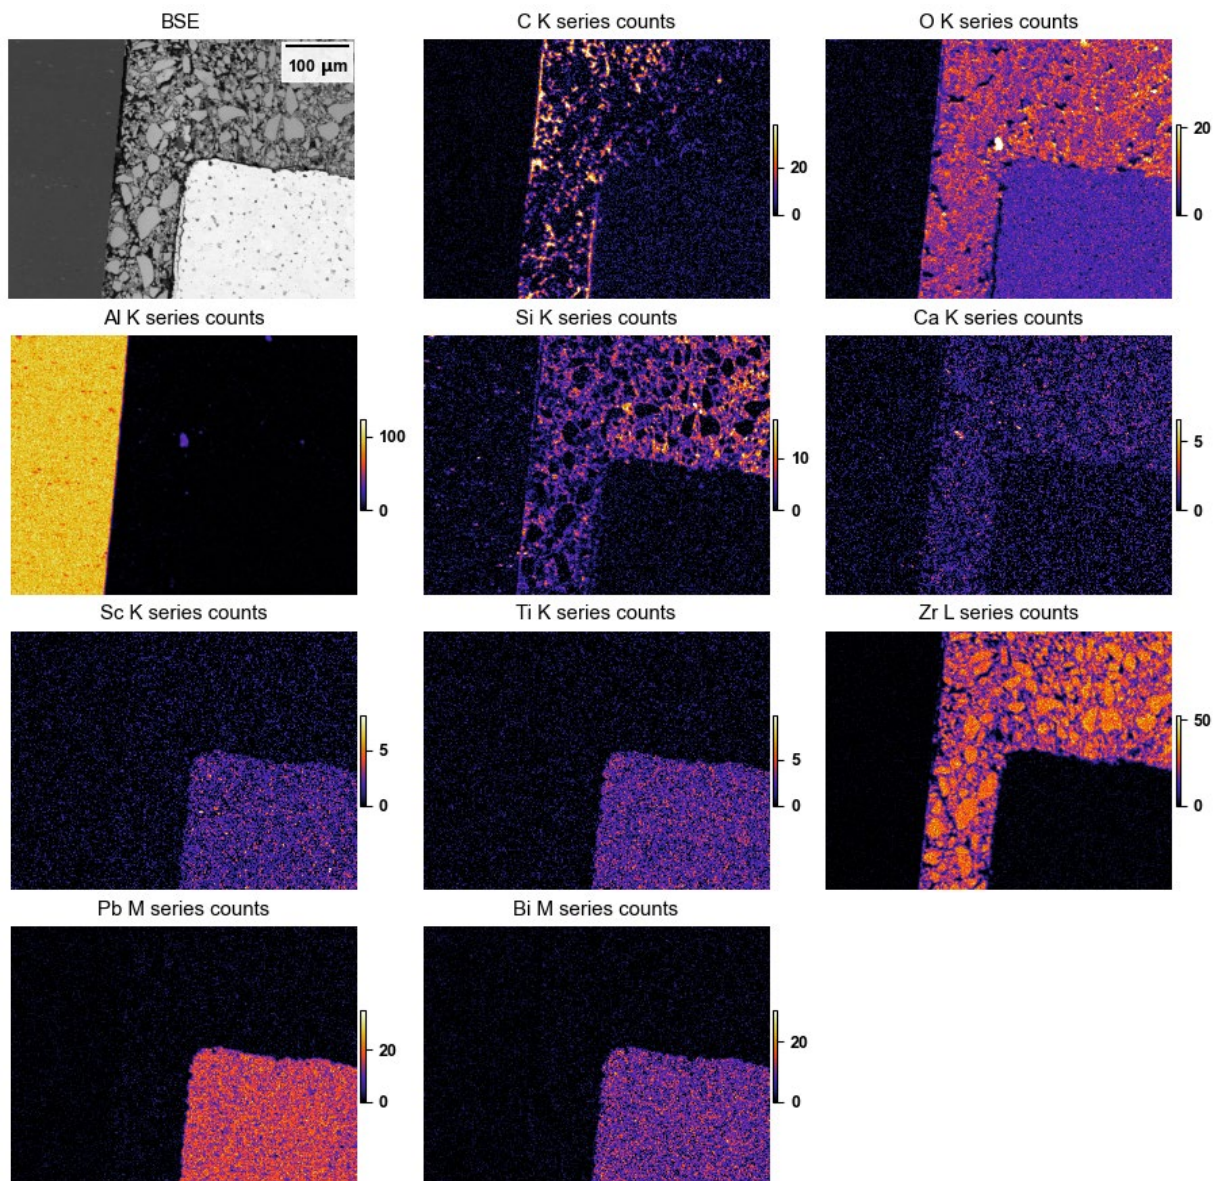 BSE
C K series counts
O K series counts
100 μm
20
0
20
10
0
Al K series counts
Si K series counts
Ca K series counts
100
50
0
10
0
5
0
Sc K series counts
Ti K series counts
Zr L series counts
5
0
5
0
50
0
Pb M series counts
Bi M series counts
20
0
20
0